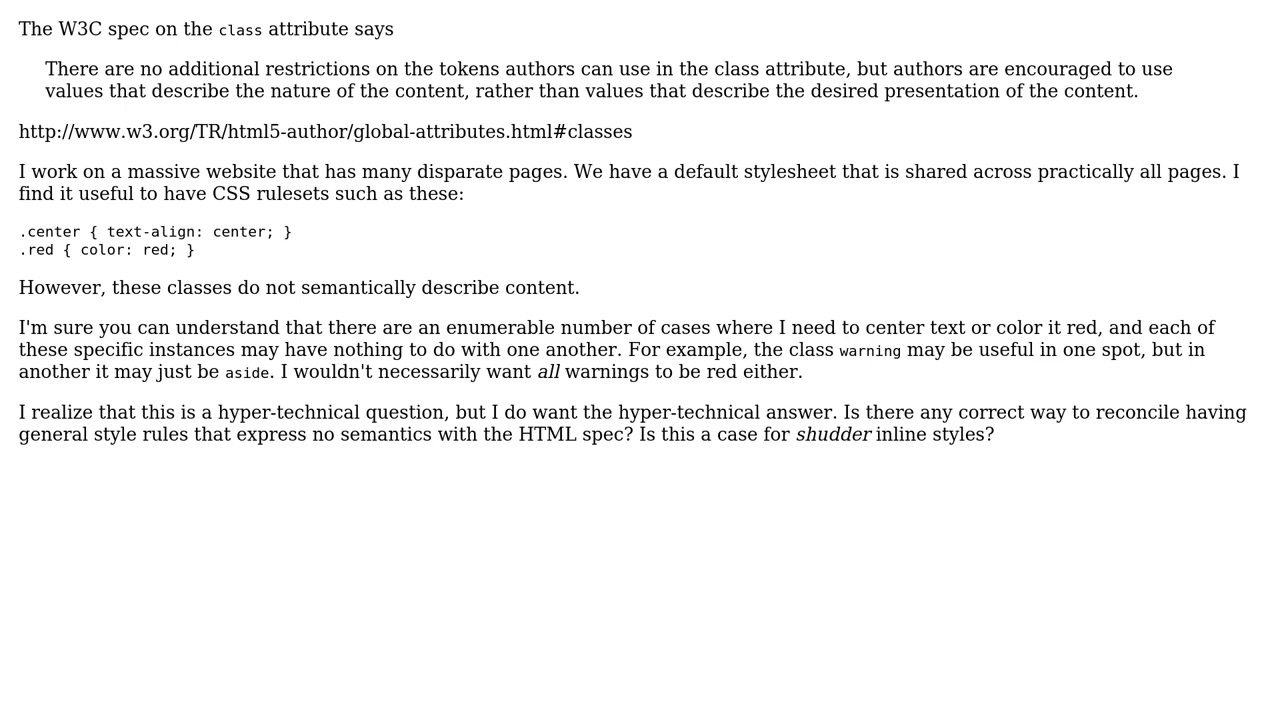 The W3C spec on the class attribute says
There are no additional restrictions on the tokens authors can use in the class attribute, but authors are encouraged to use
values that describe the nature of the content, rather than values that describe the desired presentation of the content.
http://www.w3.org/TR/html5-author/global-attributes.html#classes
I work on a massive website that has many disparate pages. We have a default stylesheet that is shared across practically all pages. I
find it useful to have CSS rulesets such as these:
.center { text-align: center; }
.red { color: red; }
However, these classes do not semantically describe content.
I'm sure you can understand that there are an enumerable number of cases where I need to center text or color it red, and each of
these specific instances may have nothing to do with one another. For example, the class warning may be useful in one spot, but in
another it may just be aside. I wouldn't necessarily want all warnings to be red either.
I realize that this is a hyper-technical question, but I do want the hyper-technical answer. Is there any correct way to reconcile having
general style rules that express no semantics with the HTML spec? Is this a case for shudder inline styles?